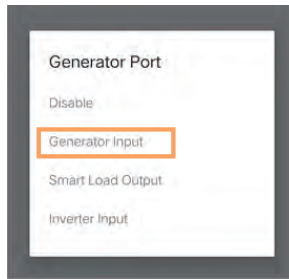 Generator Port
Disable
Generator Input
Smart Load Output
Inverter Input